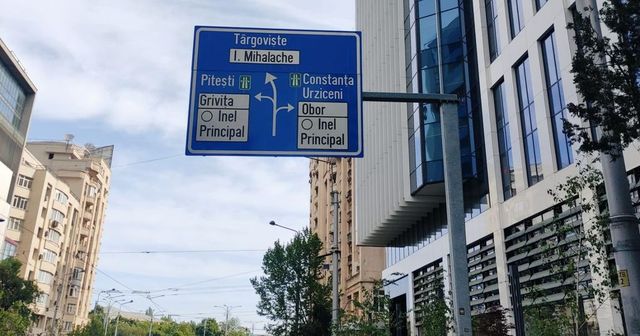 Târgoviste
I. Mihalache
Pitesti
Grivita
Inel
Principal
Constanta
Urziceni
Obor
Inel
Principal